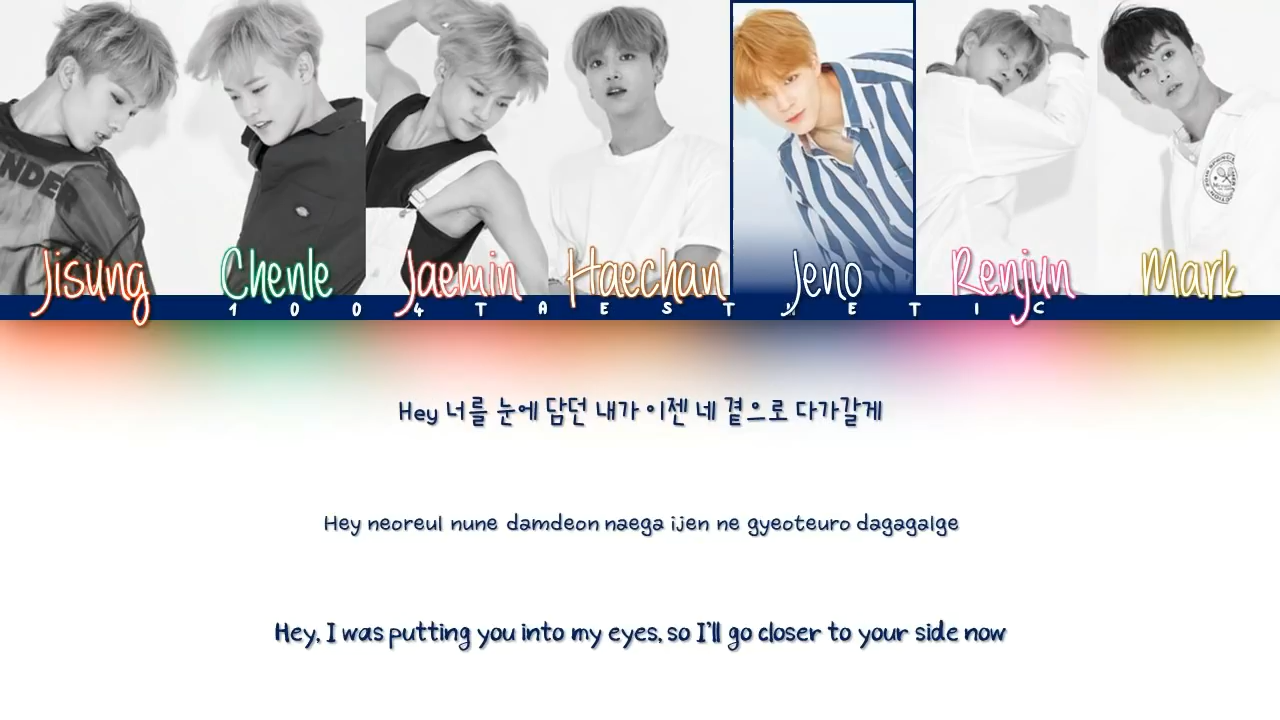 Jisung Chenle Jaemin Haechan Jeno Renjun Mark
1004TAESTHETIC
Hey 너를 눈에 담던 내가 이젠 네 곁으로 다가갈게
Hey neoreul nune damdeon naega ijen ne gyeoteuro dagagalge
Hey, I was putting you into my eyes, so I'll go closer to your side now